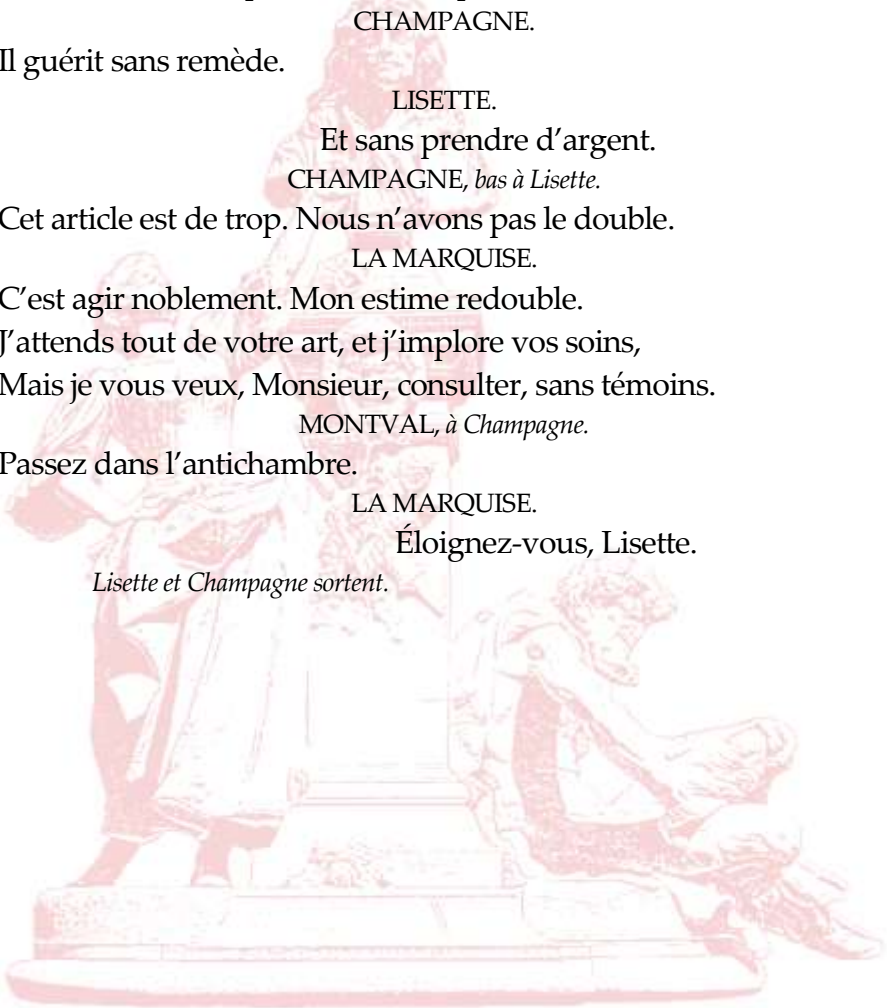 CHAMPAGNE.
Il guérit sans remède.
LISETTE.
Et sans prendre d’argent.
CHAMPAGNE, bas à Lisette.
Cet article est de trop. Nous n’avons pas le double.
LA MARQUISE.
C’est agir noblement. Mon estime redouble.
J’attends tout de votre art, et j’implore vos soins,
Mais je vous veux, Monsieur, consulter, sans témoins.
MONTVAL, à Champagne.
Passez dans l’antichambre.
LA MARQUISE.
Éloignez-vous, Lisette.
Lisette et Champagne sortent.